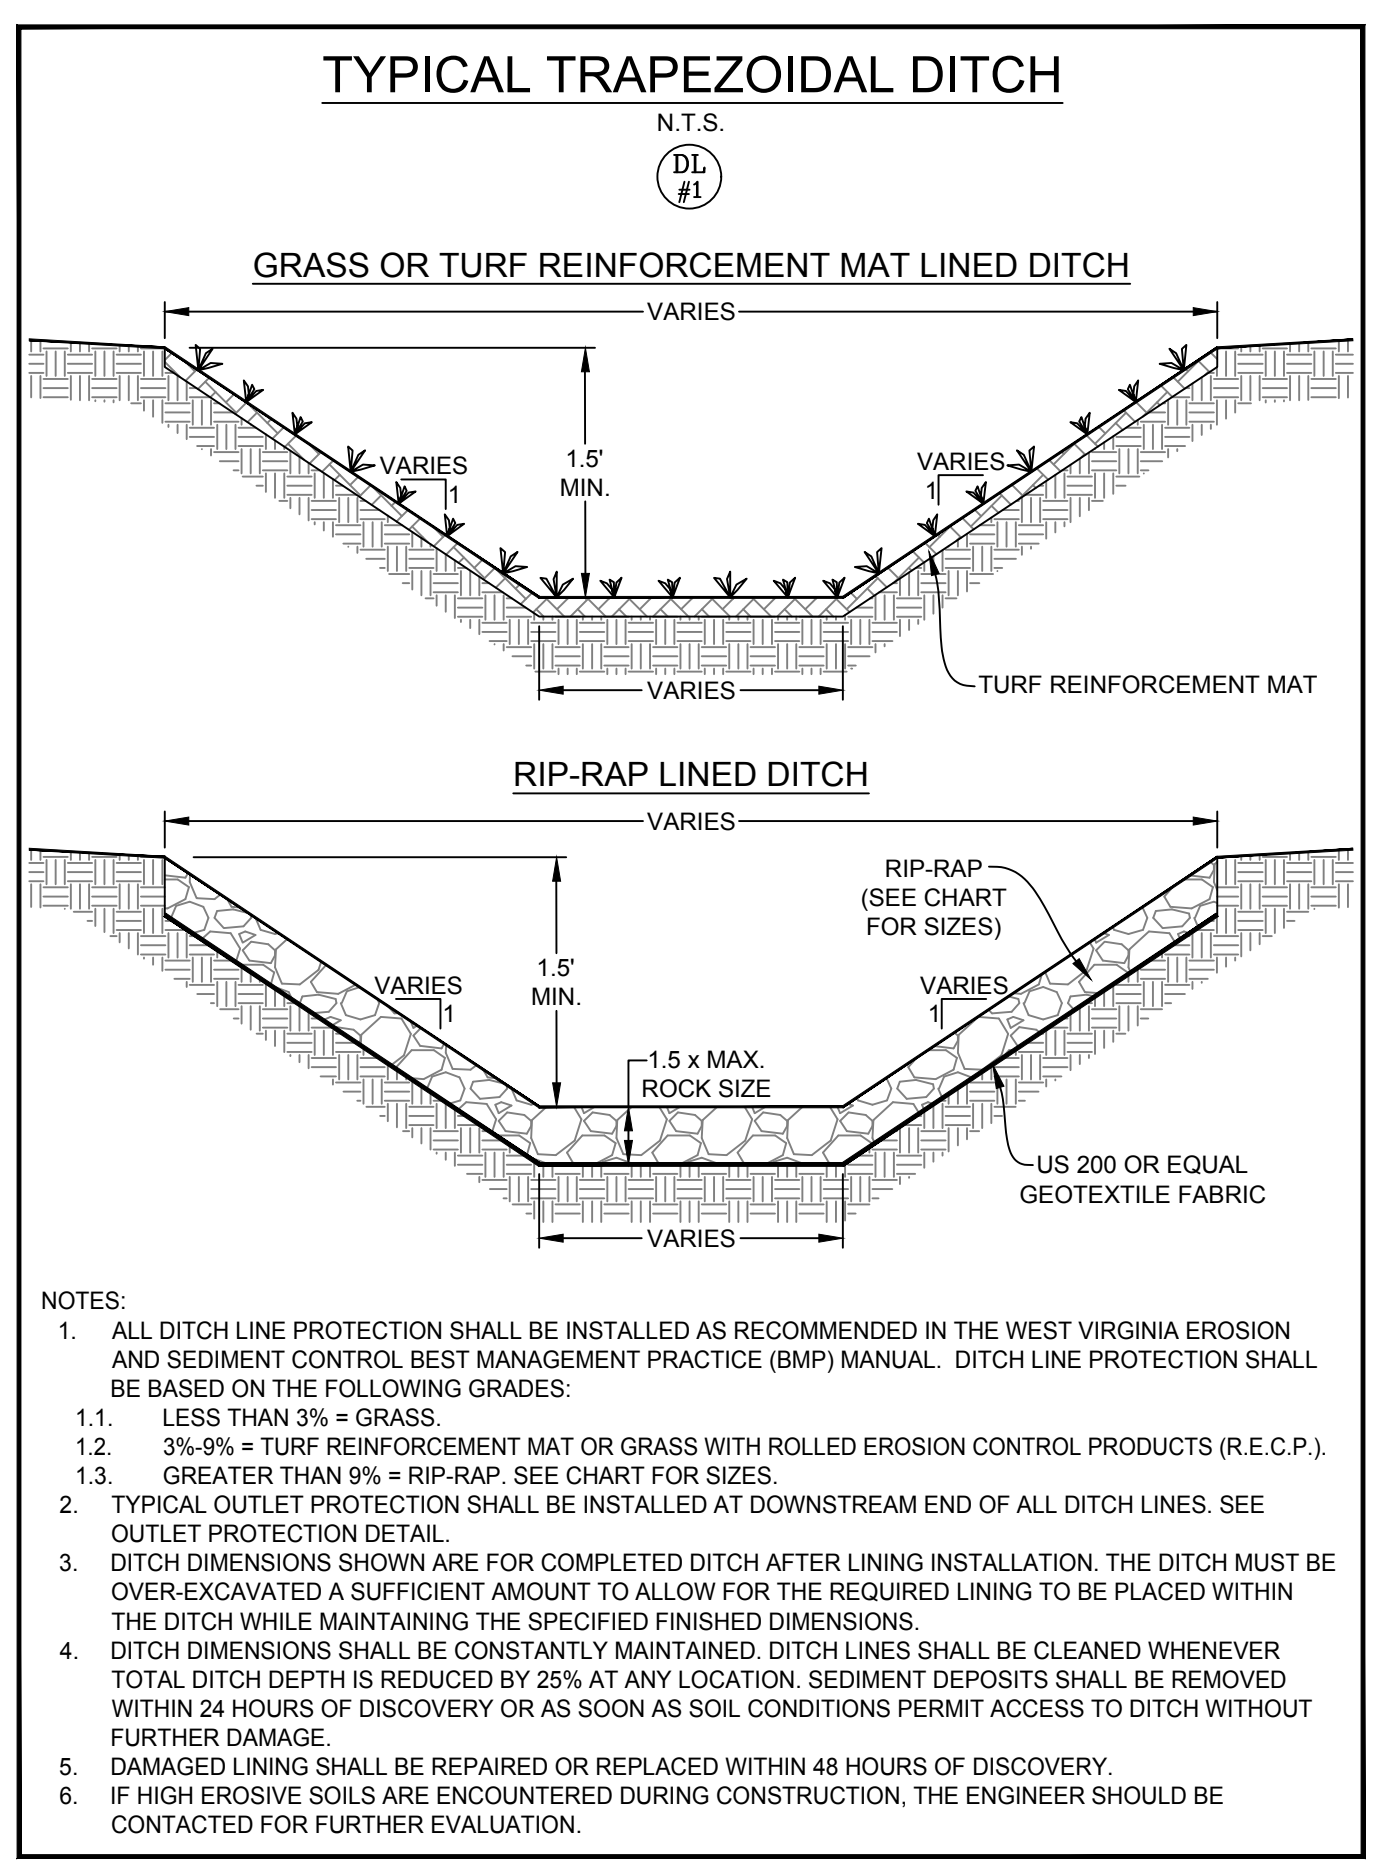 TYPICAL TRAPEZOIDAL DITCH
N.T.S.
DL
#1
GRASS OR TURF REINFORCEMENT MAT LINED DITCH
VARIES
VARIES
1
1.5'
MIN.
VARIES
1
VARIES
TURF REINFORCEMENT MAT
RIP-RAP LINED DITCH
VARIES
RIP-RAP
(SEE CHART
FOR SIZES)
VARIES
1
1.5'
MIN.
VARIES
1
1.5 x MAX.
ROCK SIZE
US 200 OR EQUAL
GEOTEXTILE FABRIC
VARIES
NOTES:
1. ALL DITCH LINE PROTECTION SHALL BE INSTALLED AS RECOMMENDED IN THE WEST VIRGINIA EROSION
AND SEDIMENT CONTROL BEST MANAGEMENT PRACTICE (BMP) MANUAL. DITCH LINE PROTECTION SHALL
BE BASED ON THE FOLLOWING GRADES:
1.1. LESS THAN 3% = GRASS.
1.2. 3%-9% = TURF REINFORCEMENT MAT OR GRASS WITH ROLLED EROSION CONTROL PRODUCTS (R.E.C.P.).
1.3. GREATER THAN 9% = RIP-RAP. SEE CHART FOR SIZES.
2. TYPICAL OUTLET PROTECTION SHALL BE INSTALLED AT DOWNSTREAM END OF ALL DITCH LINES. SEE
OUTLET PROTECTION DETAIL.
3. DITCH DIMENSIONS SHOWN ARE FOR COMPLETED DITCH AFTER LINING INSTALLATION. THE DITCH MUST BE
OVER-EXCAVATED A SUFFICIENT AMOUNT TO ALLOW FOR THE REQUIRED LINING TO BE PLACED WITHIN
THE DITCH WHILE MAINTAINING THE SPECIFIED FINISHED DIMENSIONS.
4. DITCH DIMENSIONS SHALL BE CONSTANTLY MAINTAINED. DITCH LINES SHALL BE CLEANED WHENEVER
TOTAL DITCH DEPTH IS REDUCED BY 25% AT ANY LOCATION. SEDIMENT DEPOSITS SHALL BE REMOVED
WITHIN 24 HOURS OF DISCOVERY OR AS SOON AS SOIL CONDITIONS PERMIT ACCESS TO DITCH WITHOUT
FURTHER DAMAGE.
5. DAMAGED LINING SHALL BE REPAIRED OR REPLACED WITHIN 48 HOURS OF DISCOVERY.
6. IF HIGH EROSIVE SOILS ARE ENCOUNTERED DURING CONSTRUCTION, THE ENGINEER SHOULD BE
CONTACTED FOR FURTHER EVALUATION.